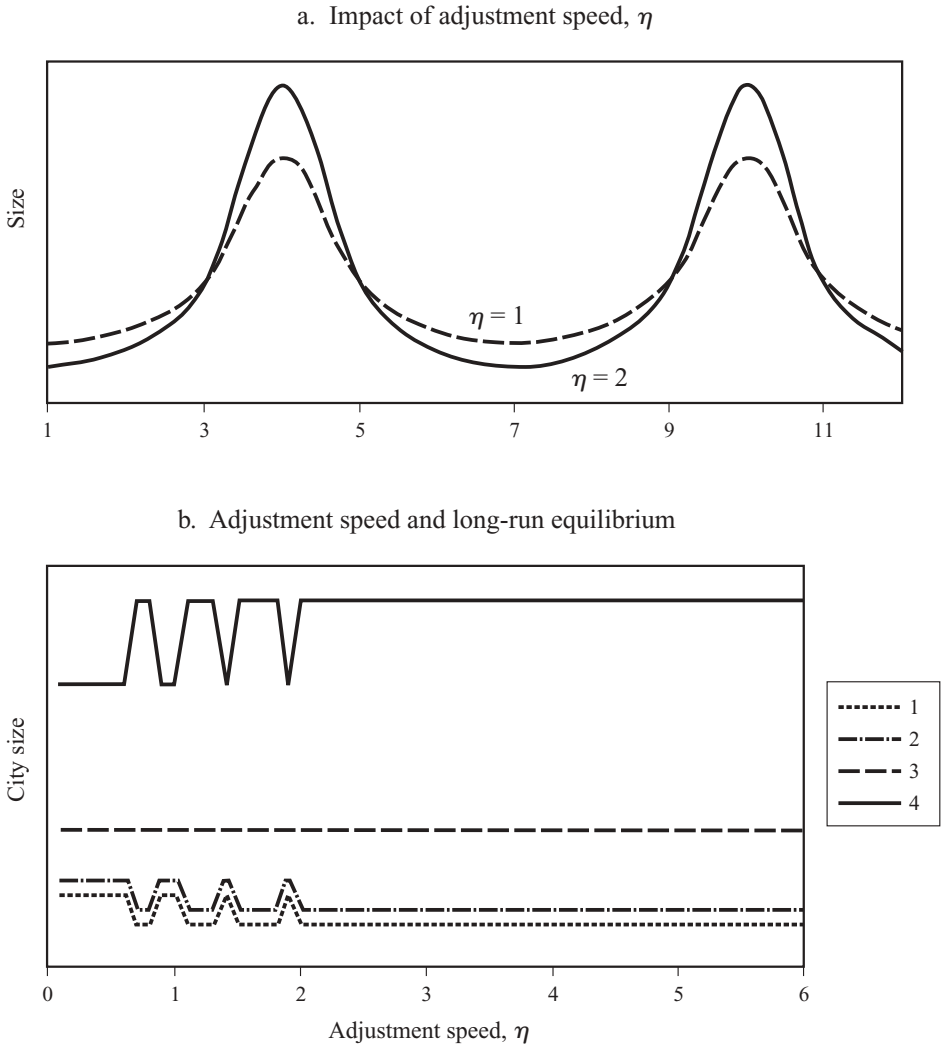 a. Impact of adjustment speed, η
Size
η = 1
η = 2
1 3 5 7 9 11
b. Adjustment speed and long-run equilibrium
City size
1
2
3
4
0 1 2 3 4 5 6
Adjustment speed, η